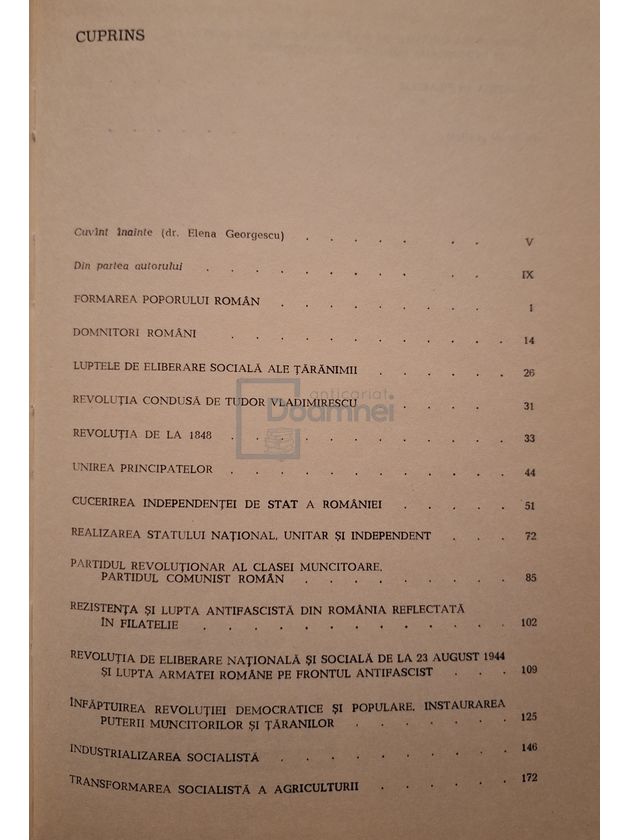 CUPRINS
Cuvînt înainte (dr. Elena Georgescu) . . . . . . . V
Din partea autorului . . . . . . . . . . IX
FORMAREA POPORULUI ROMÂN . . . . . . . . 1
DOMNITORI ROMÂNI . . . . . . . . . . 14
LUPTELE DE ELIBERARE SOCIALĂ ALE ȚĂRĂNIMII . . . . . . 26
anticariat
Doamnei
REVOLUȚIA CONDUSĂ DE TUDOR VLADIMIRESCU . . . . . 31
REVOLUȚIA DE LA 1848 . . . . . . . . . . 33
UNIREA PRINCIPATELOR . . . . . . . . . . 44
CUCERIREA INDEPENDENȚEI DE STAT A ROMÂNIEI . . . . . 51
REALIZAREA STATULUI NAȚIONAL, UNITAR ȘI INDEPENDENT . . . 72
PARTIDUL REVOLUȚIONAR AL CLASEI MUNCITOARE,
PARTIDUL COMUNIST ROMÂN . . . . . . . . 85
REZISTENȚA ȘI LUPTA ANTIFASCISTĂ DIN ROMÂNIA REFLECTATĂ
ÎN FILATELIE . . . . . . . . . . . . 102
REVOLUȚIA DE ELIBERARE NAȚIONALĂ ȘI SOCIALĂ DE LA 23 AUGUST 1944
ȘI LUPTA ARMATEI ROMÂNE PE FRONTUL ANTIFASCIST . . . 109
ÎNFĂPTUIREA REVOLUȚIEI DEMOCRATICE ȘI POPULARE, INSTAURAREA
PUTERII MUNCITORILOR ȘI ȚĂRANILOR . . . . . . . 125
INDUSTRIALIZAREA SOCIALISTĂ . . . . . . . . . 146
TRANSFORMAREA SOCIALISTĂ A AGRICULTURII . . . . . . 172